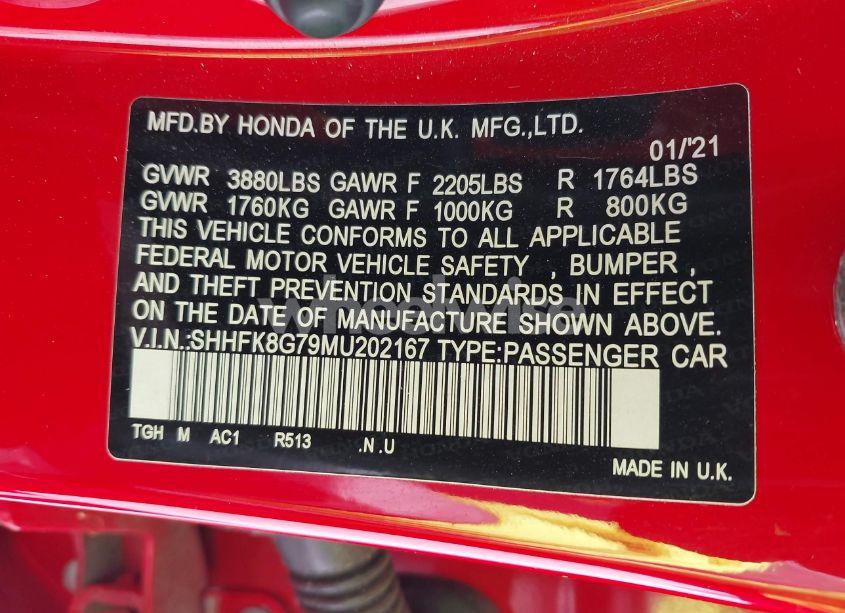 MFD.BY HONDA OF THE U.K. MFG.,LTD.
01/'21
GVWR 3880LBS GAWR F 2205LBS R 1764LBS
GVWR 1760KG GAWR F 1000KG R 800KG
THIS VEHICLE CONFORMS TO ALL APPLICABLE
FEDERAL MOTOR VEHICLE SAFETY , BUMPER ,
AND THEFT PREVENTION STANDARDS IN EFFECT
ON THE DATE OF MANUFACTURE SHOWN ABOVE.
V.I.N.:SHHFK8G79MU202167 TYPE:PASSENGER CAR
TGH M AC1 R513 .N .U
MADE IN U.K.